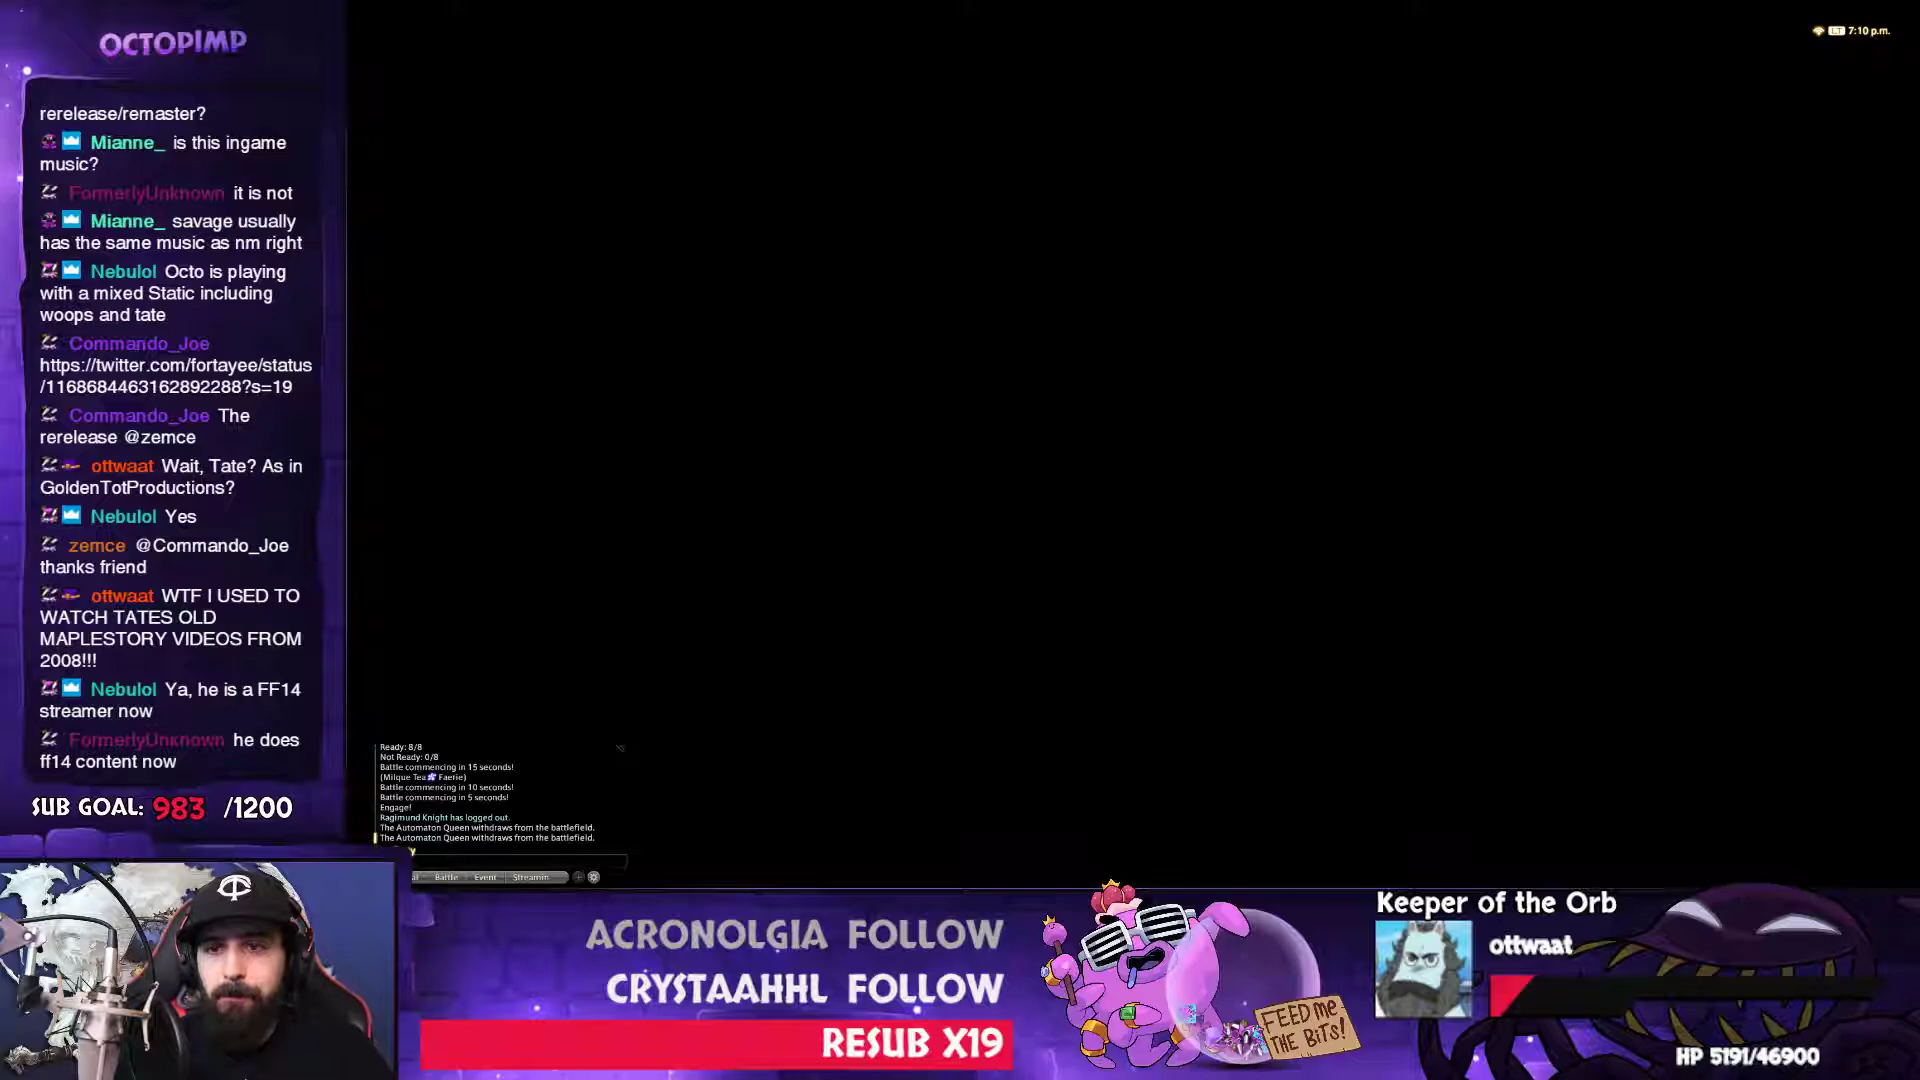 OCTOPIMP
LT 7:10 p.m.
rerelease/remaster?
Mianne_ is this ingame
music?
FormerlyUnknown it is not
Mianne_ savage usually
has the same music as nm right
Nebulol Octo is playing
with a mixed Static including
woops and tate
Commando_Joe
https://twitter.com/fortayee/status
/1168684463162892288?s=19
Commando_Joe The
rerelease @zemce
ottwaat Wait, Tate? As in
GoldenTotProductions?
Nebulol Yes
zemce @Commando_Joe
thanks friend
ottwaat WTF I USED TO
WATCH TATES OLD
MAPLESTORY VIDEOS FROM
2008!!!
Nebulol Ya, he is a FF14
streamer now
FormerlyUnknown he does
ff14 content now
SUB GOAL: 983 /1200
Ready: 8/8
Not Ready: 0/8
Battle commencing in 15 seconds!
(Milque Tea Faerie)
Battle commencing in 10 seconds!
Battle commencing in 5 seconds!
Engage!
Ragimund Knight has logged out.
The Automaton Queen withdraws from the battlefield.
The Automaton Queen withdraws from the battlefield.
Battle Event Streamin
ACRONOLGIA FOLLOW
CRYSTAAHHL FOLLOW
RESUB X19
FEED ME
THE BITS!
Keeper of the Orb
ottwaat
HP 5191/46900